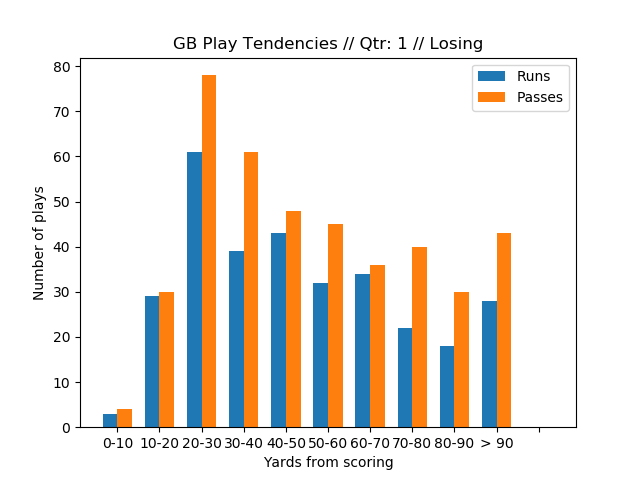 GB Play Tendencies // Qtr: 1 // Losing
Runs
Passes
80
70
60
50
40
30
20
10
0
Number of plays
0-10 10-20 20-30 30-40 40-50 50-60 60-70 70-80 80-90 > 90
Yards from scoring